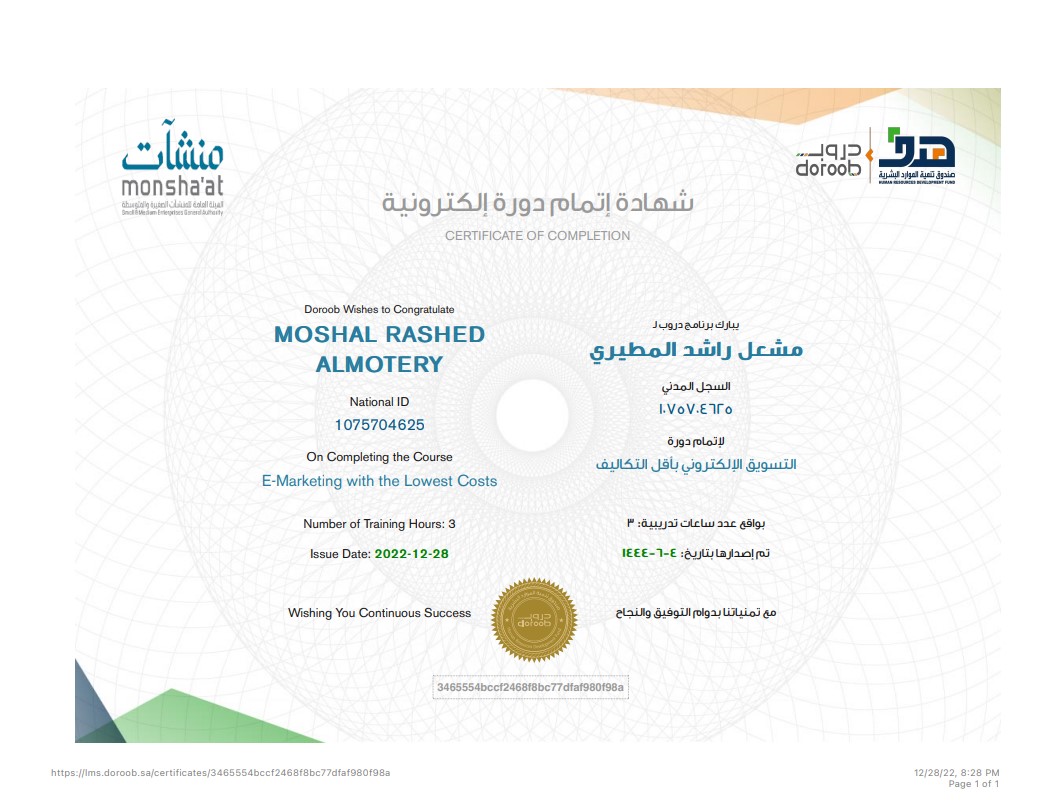 منشآت
monsha'at
الهيئة العامة للمنشآت الصغيرة والمتوسطة
Small & Medium Enterprises General Authority
دروب
doroob
هدف
صندوق تنمية الموارد البشرية
HUMAN RESOURCES DEVELOPMENT FUND
شهادة إتمام دورة إلكترونية
CERTIFICATE OF COMPLETION
Doroob Wishes to Congratulate
MOSHAL RASHED
ALMOTERY
National ID
1075704625
On Completing the Course
E-Marketing with the Lowest Costs
Number of Training Hours: 3
Issue Date: 2022-12-28
Wishing You Continuous Success
يبارك برنامج دروب لـ
مشعل راشد المطيري
السجل المدني
١٠٧٥٧٠٤٦٢٥
لإتمام دورة
التسويق الإلكتروني بأقل التكاليف
بواقع عدد ساعات تدريبية: ٣
تم إصدارها بتاريخ: ٤-٦-١٤٤٤
مع تمنياتنا بدوام التوفيق والنجاح
دروب
doroob
3465554bccf2468f8bc77dfaf980f98a
https://lms.doroob.sa/certificates/3465554bccf2468f8bc77dfaf980f98a
12/28/22, 8:28 PM
Page 1 of 1